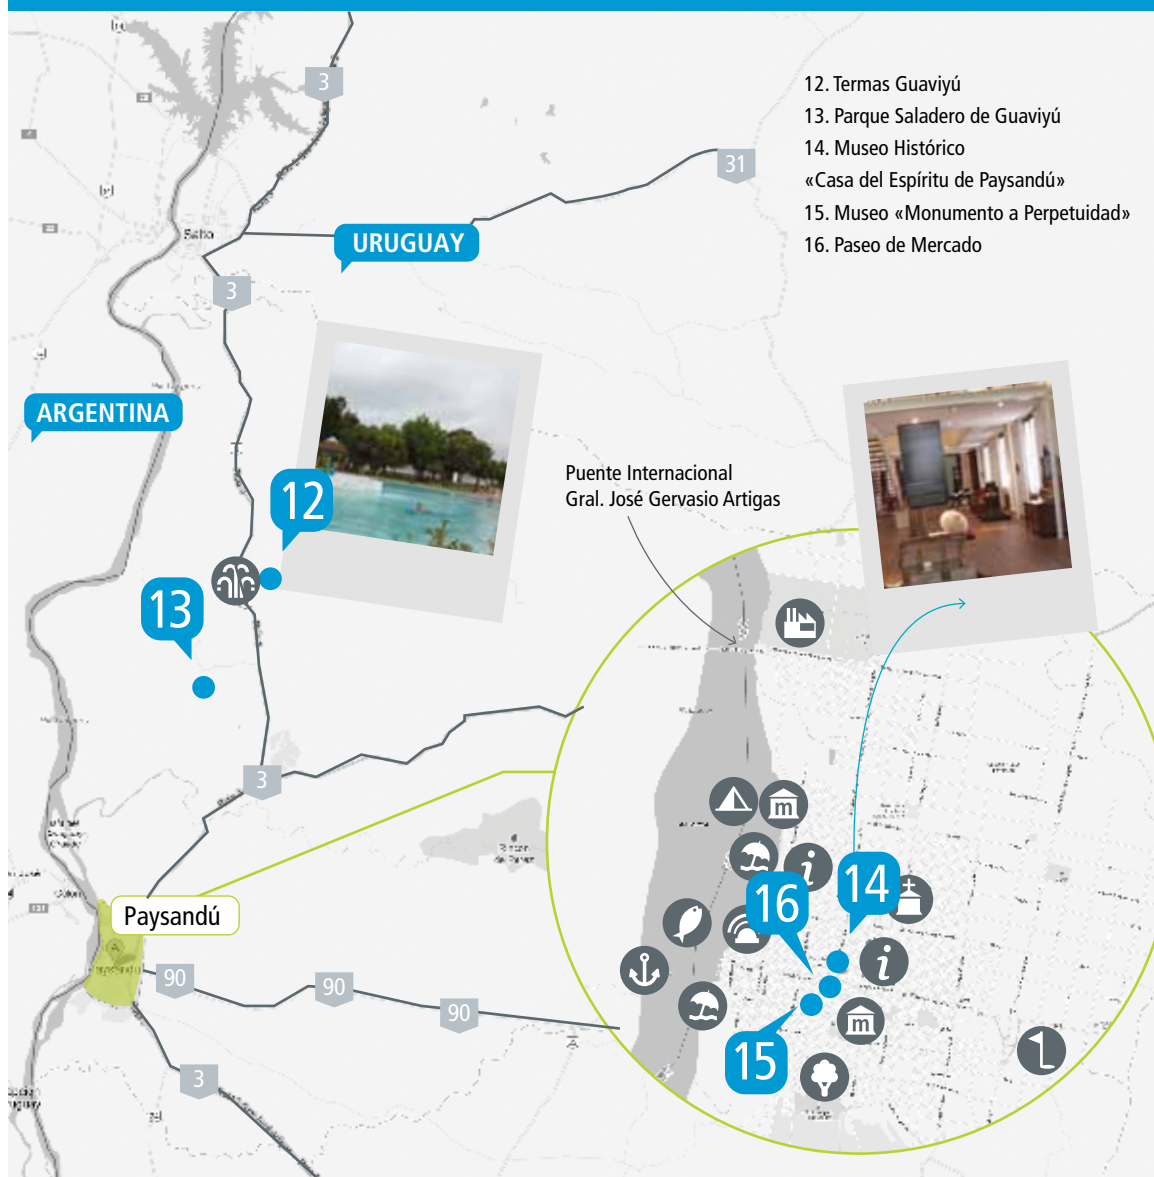 12. Termas Guaviyú
13. Parque Saladero de Guaviyú
14. Museo Histórico
«Casa del Espíritu de Paysandú»
15. Museo «Monumento a Perpetuidad»
16. Paseo de Mercado
3
31
Salto
URUGUAY
3
ARGENTINA
12
Puente Internacional
Gral. José Gervasio Artigas
13
3
14
16
Paysandú
90
90
90
15
3